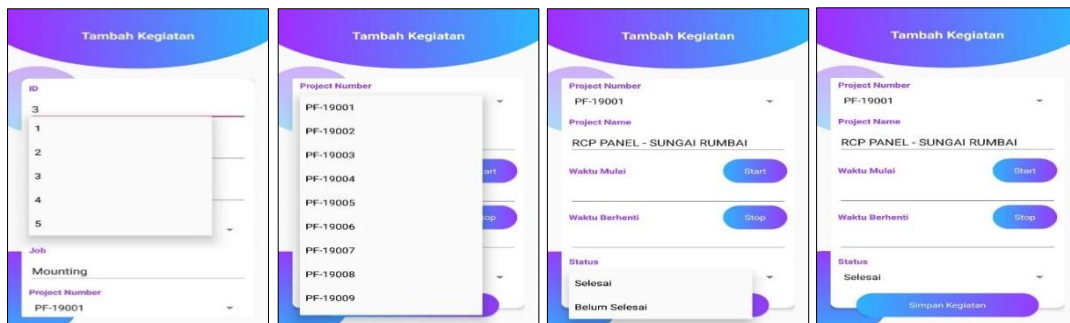 Tambah Kegiatan
ID
3
1
2
3
4
5
Job
Mounting
Project Number
PF-19001
Tambah Kegiatan
Project Number
PF-19001
PF-19002
PF-19003
art
PF-19004
PF-19005
op
PF-19006
PF-19007
PF-19008
PF-19009
Tambah Kegiatan
Project Number
PF-19001
Project Name
RCP PANEL - SUNGAI RUMBAI
Waktu Mulai
Start
Waktu Berhenti
Stop
Status
Selesai
Belum Selesai
Tambah Kegiatan
Project Number
PF-19001
Project Name
RCP PANEL - SUNGAI RUMBAI
Waktu Mulai
Start
Waktu Berhenti
Stop
Status
Selesai
Simpan Kegiatan